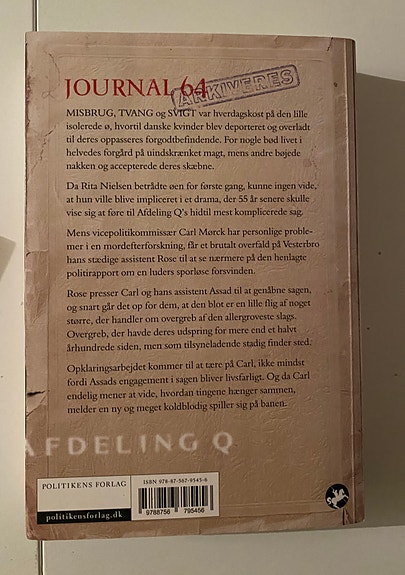 JOURNAL 64
ARKIVERES
MISBRUG, TVANG og SVIGT var hverdagskost på den lille
isolerede ø, hvortil danske kvinder blev deporteret og overladt
til deres oppasseres forgodtbefindende. For nogle bød livet i
helvedes forgård på uindskrænket magt, mens andre bøjede
nakken og accepterede deres skæbne.
Da Rita Nielsen betrådte øen for første gang, kunne ingen vide,
at hun ville blive impliceret i et drama, der 55 år senere skulle
vise sig at føre til Afdeling Q's hidtil mest komplicerede sag.
Mens vicepolitikommissær Carl Mørck har personlige proble-
mer i en mordefterforskning, får et brutalt overfald på Vesterbro
hans stædige assistent Rose til at se nærmere på den henlagte
politirapport om en luders sporløse forsvinden.
Rose presser Carl og hans assistent Assad til at genåbne sagen,
og snart går det op for dem, at den blot er en lille flig af noget
større, der handler om overgreb af den allergroveste slags.
Overgreb, der havde deres udspring for mere end et halvt
århundrede siden, men som tilsyneladende stadig finder sted.
Opklaringsarbejdet kommer til at tære på Carl, ikke mindst
fordi Assads engagement i sagen bliver livsfarligt. Og da Carl
endelig mener at vide, hvordan tingene hænger sammen,
melder en ny og meget koldblodig spiller sig på banen.
AFDELING Q
POLITIKENS FORLAG
politikensforlag.dk
ISBN 978-87-567-9545-6
9788756 795456